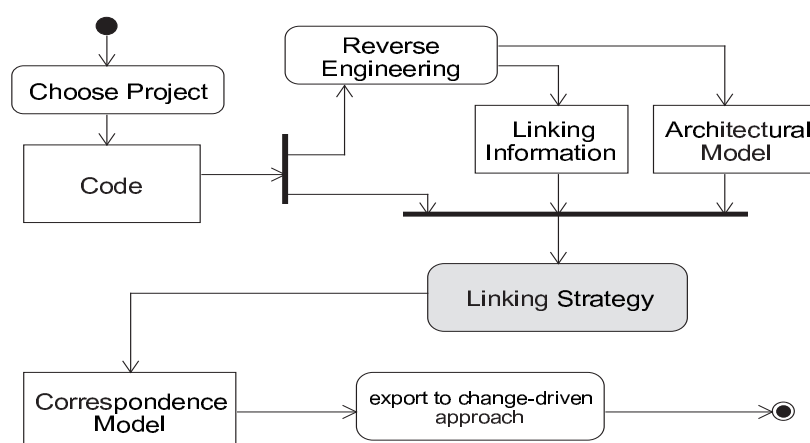 Choose Project
Code
Reverse
Engineering
Linking
Information
Architectural
Model
Linking Strategy
Correspondence
Model
export to change-driven
approach